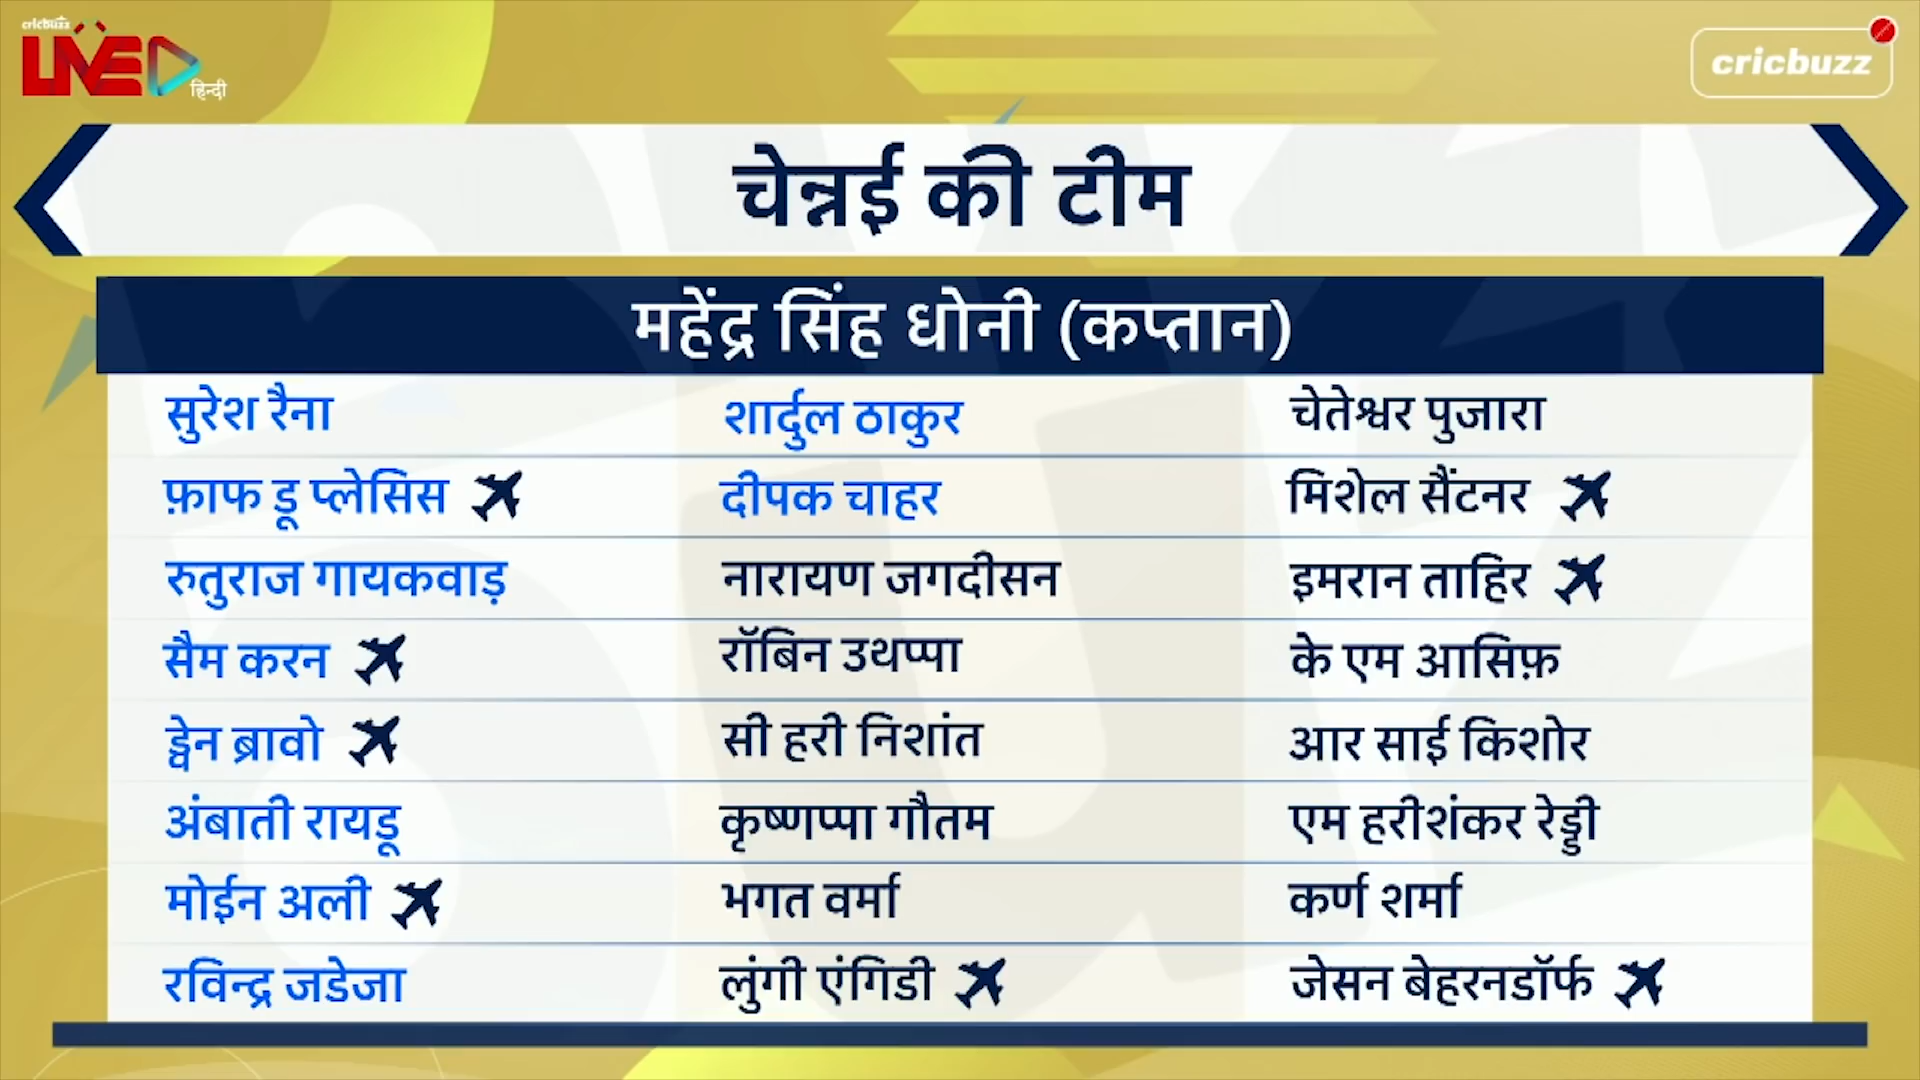 cricbuzz
LIVE
हिन्दी
cricbuzz
चेन्नई की टीम
महेंद्र सिंह धोनी (कप्तान)
सुरेश रैना शार्दुल ठाकुर चेतेश्वर पुजारा
फ़ाफ डू प्लेसिस दीपक चाहर मिशेल सैंटनर
रुतुराज गायकवाड़ नारायण जगदीसन इमरान ताहिर
सैम करन रॉबिन उथप्पा के एम आसिफ़
ड्वेन ब्रावो सी हरी निशांत आर साई किशोर
अंबाती रायडू कृष्णप्पा गौतम एम हरीशंकर रेड्डी
मोईन अली भगत वर्मा कर्ण शर्मा
रविन्द्र जडेजा लुंगी एंगिडी जेसन बेहरनडॉर्फ